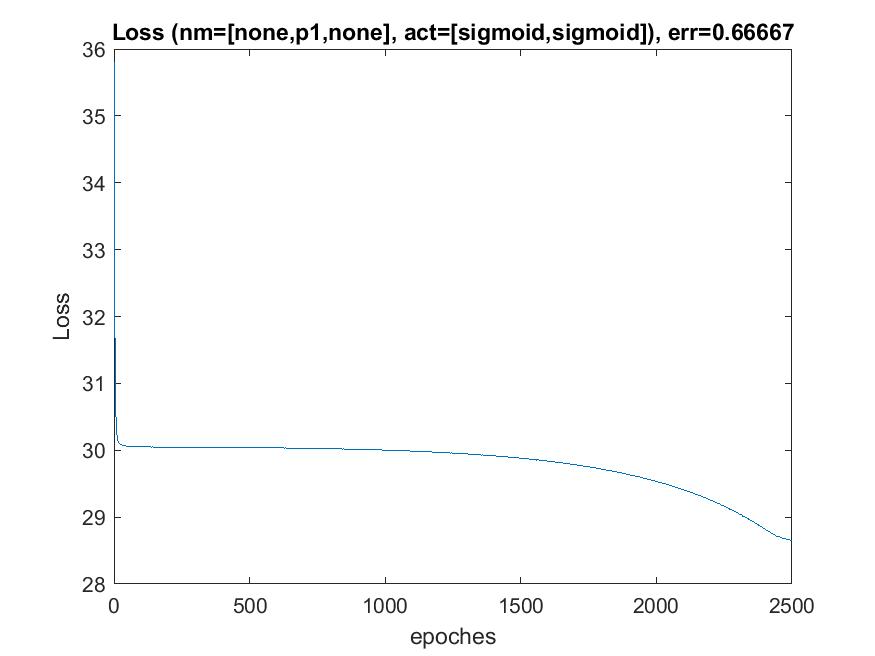 Loss (nm=[none,p1,none], act=[sigmoid,sigmoid]), err=0.66667
36
35
34
33
32
31
30
29
28
Loss
0 500 1000 1500 2000 2500
epoches